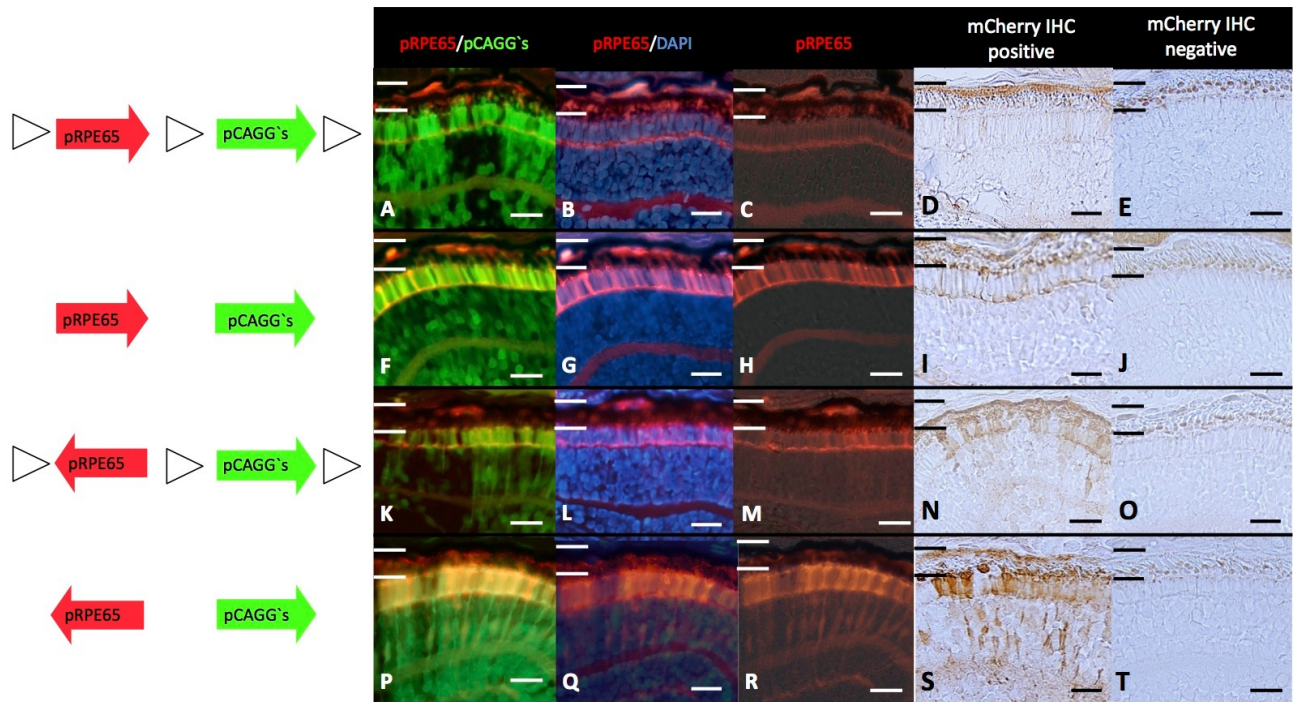 pRPE65/pCAGG`s
pRPE65/DAPI
pRPE65
mCherry IHC
positive
mCherry IHC
negative
pRPE65
pCAGG`s
A
B
C
D
E
pRPE65
pCAGG`s
F
G
H
I
J
pRPE65
pCAGG`s
K
L
M
N
O
pRPE65
pCAGG`s
P
Q
R
S
T